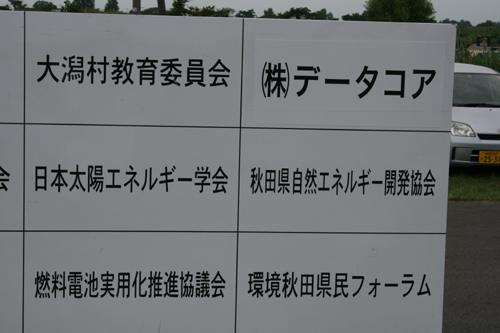 大潟村教育委員会
㈱データコア
会
日本太陽エネルギー学会
秋田県自然エネルギー開発協会
燃料電池実用化推進協議会
環境秋田県民フォーラム